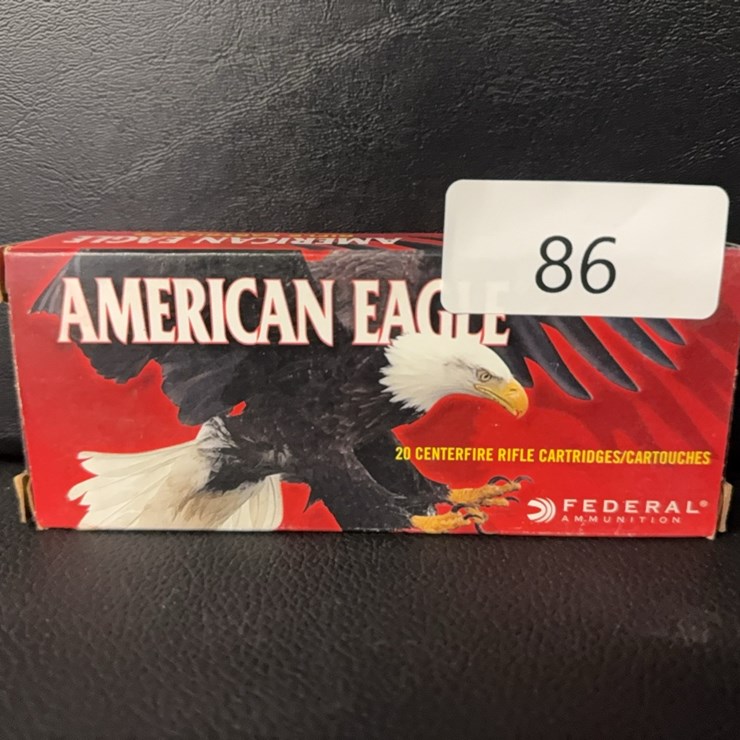 AMERICAN EAGLE
86
AMERICAN EAGLE
20 CENTERFIRE RIFLE CARTRIDGES/CARTOUCHES
FEDERAL®
AMMUNITION